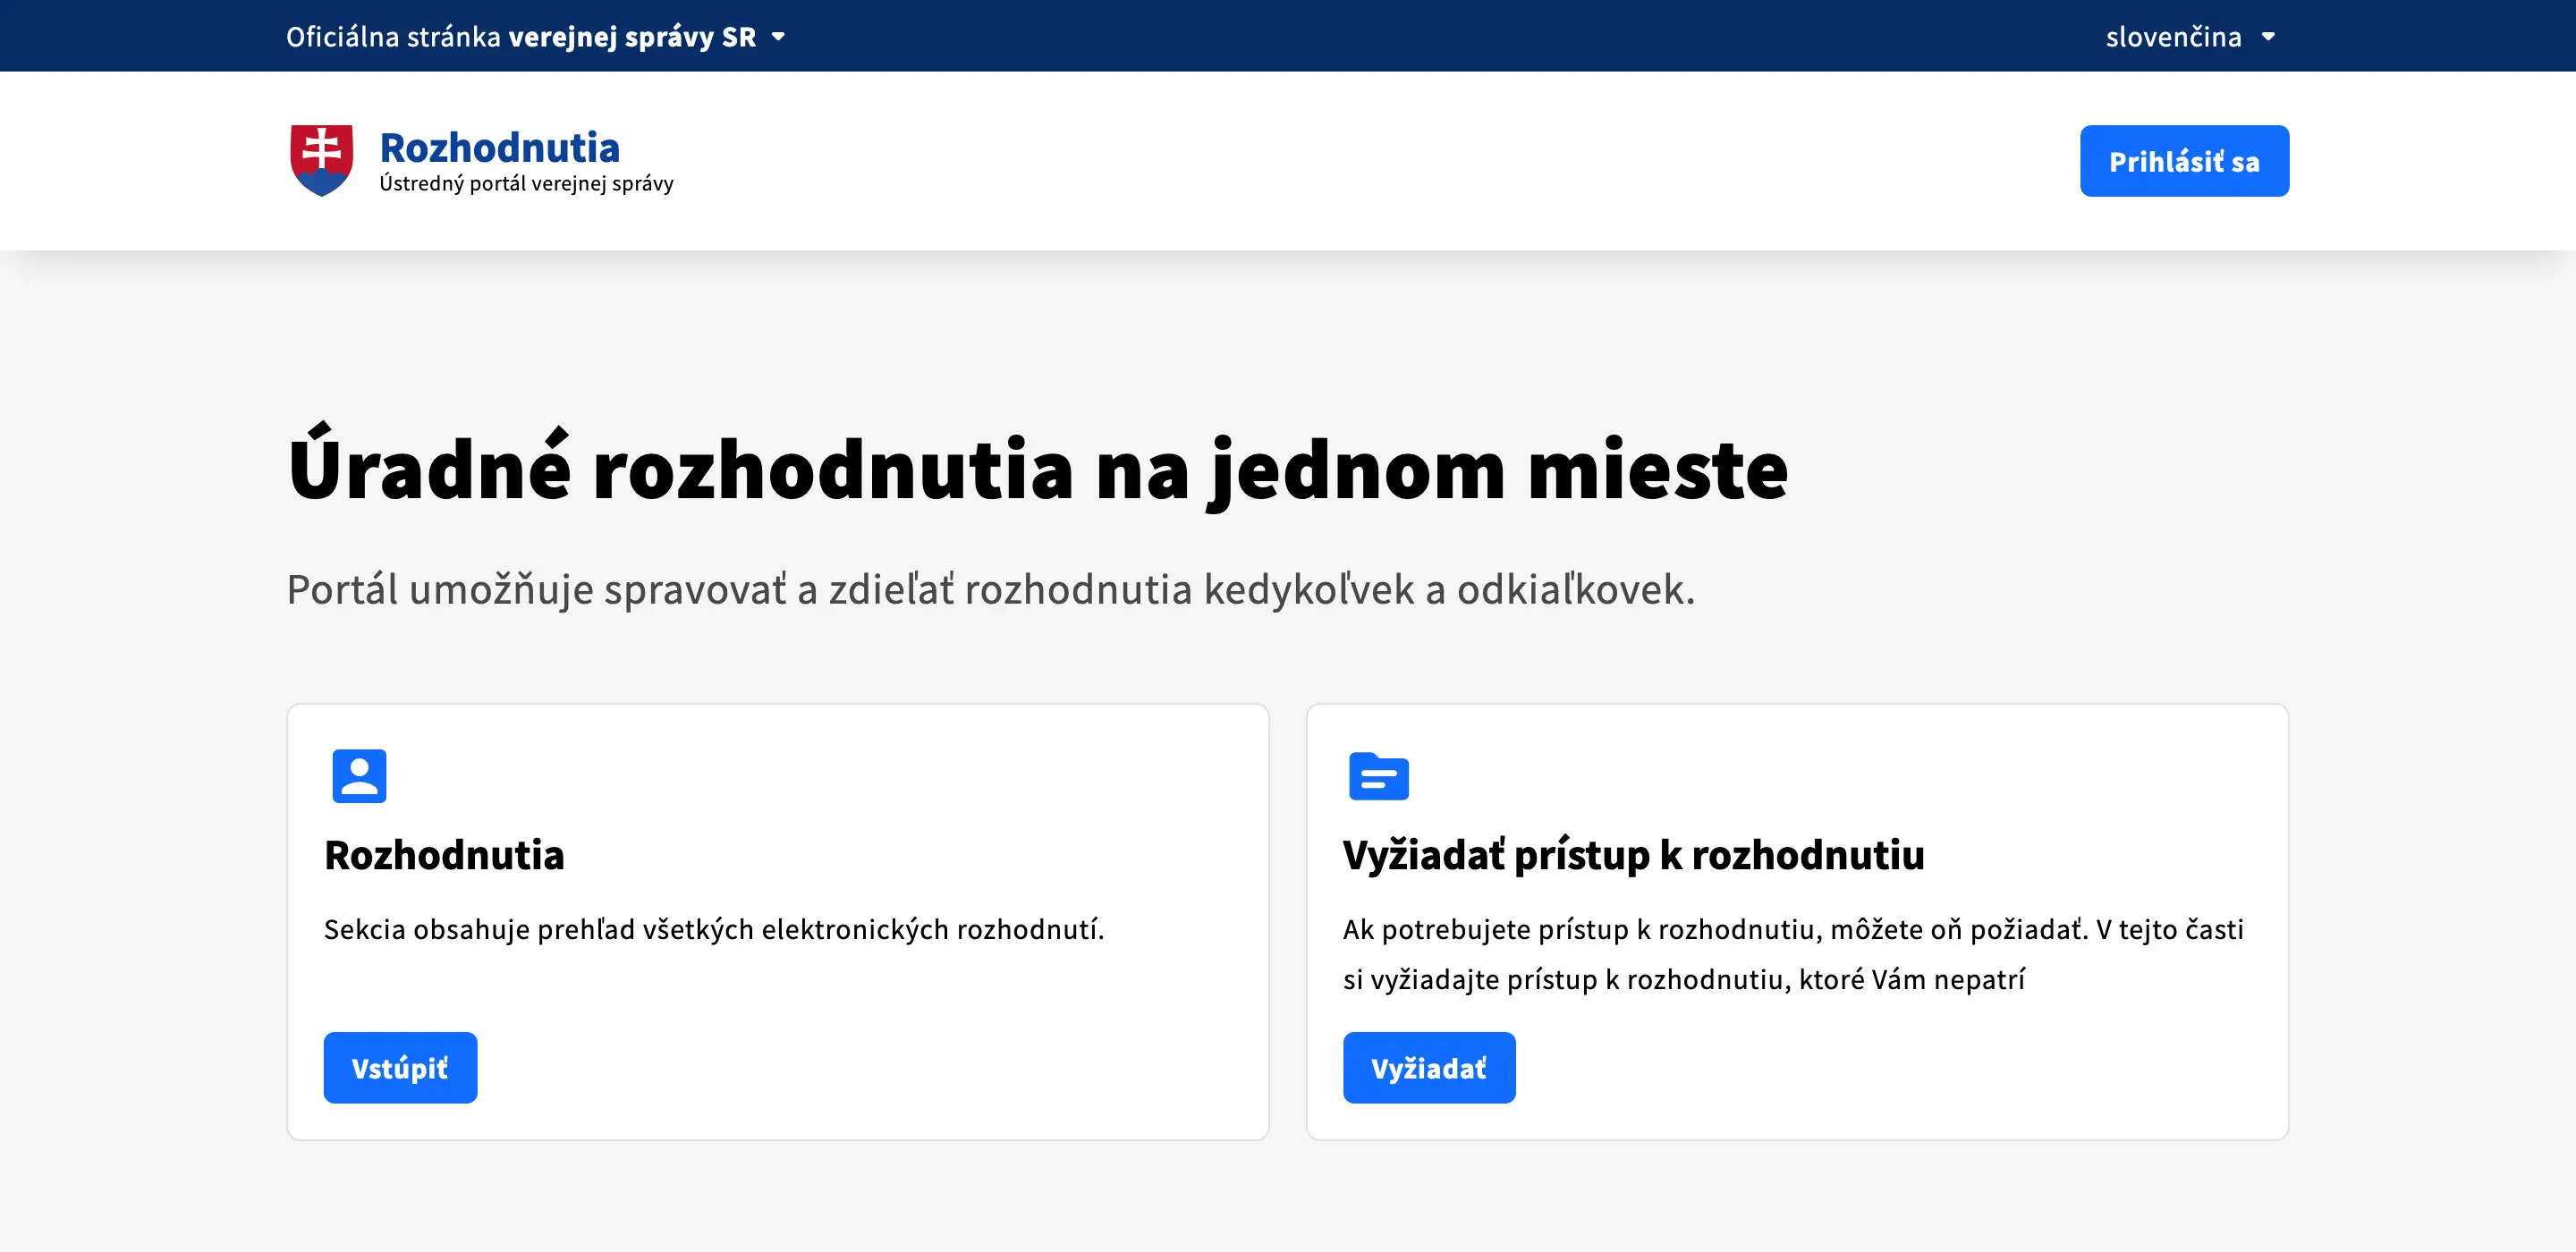 Oficiálna stránka verejnej správy SR
slovenčina
Rozhodnutia
Ústredný portál verejnej správy
Prihlásiť sa
Úradné rozhodnutia na jednom mieste
Portál umožňuje spravovať a zdieľať rozhodnutia kedykoľvek a odkiaľkovek.
Rozhodnutia
Sekcia obsahuje prehľad všetkých elektronických rozhodnutí.
Vstúpiť
Vyžiadať prístup k rozhodnutiu
Ak potrebujete prístup k rozhodnutiu, môžete oň požiadať. V tejto časti
si vyžiadajte prístup k rozhodnutiu, ktoré Vám nepatrí
Vyžiadať